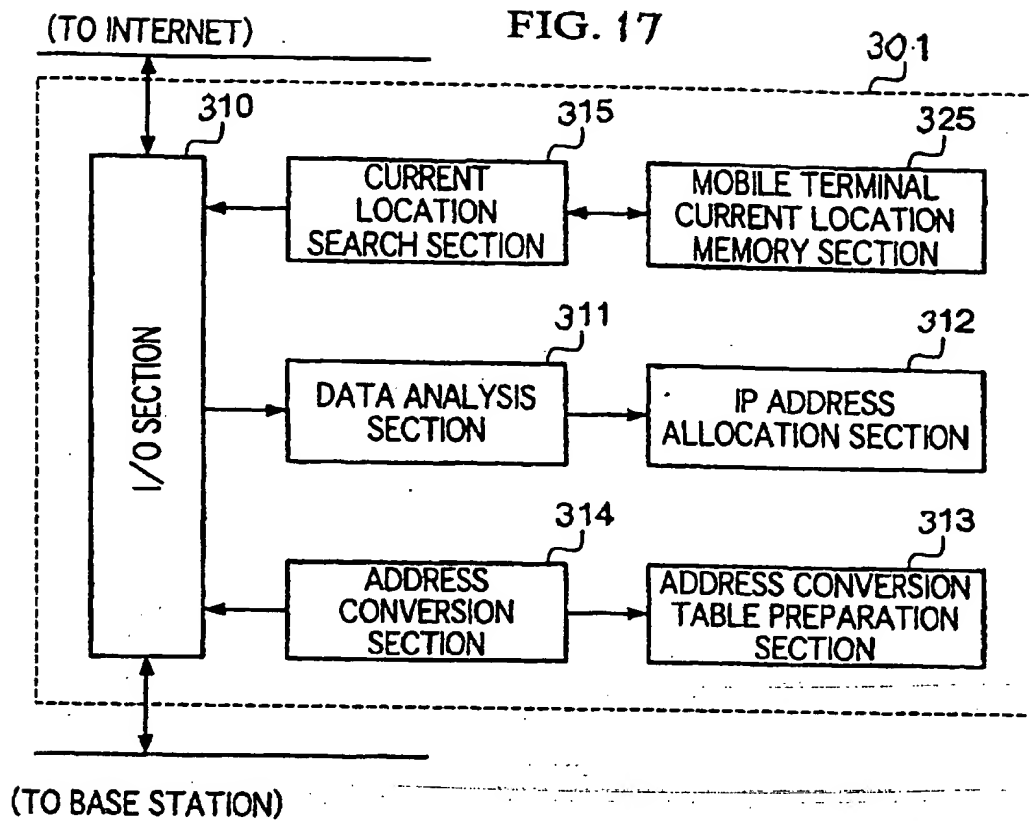 FIG. 17
(TO INTERNET)
301
310
315
325
CURRENT
LOCATION
SEARCH SECTION
MOBILE TERMINAL
CURRENT LOCATION
MEMORY SECTION
I/O SECTION
311
312
DATA ANALYSIS
SECTION
IP ADDRESS
ALLOCATION SECTION
314
313
ADDRESS
CONVERSION
SECTION
ADDRESS CONVERSION
TABLE PREPARATION
SECTION
(TO BASE STATION)